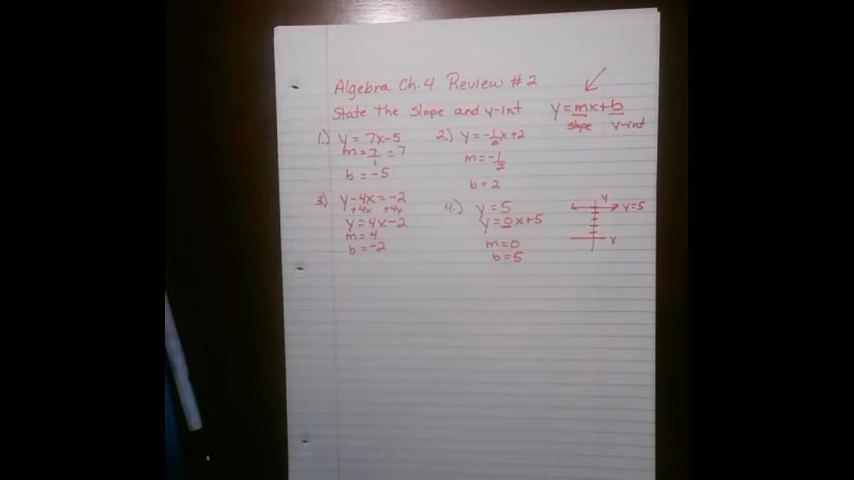 Algebra Ch. 4 Review #2
State the Slope and y-int
y = mx+b
slope y-int
1.) y = 7x-5
m = 7/1 = 7
b = -5
2.) y = -1/2x+2
m = -1/2
b = 2
3) y-4x = -2
+4x +4x
y = 4x-2
m = 4
b = -2
4.) y = 5
y = 0x+5
m = 0
b = 5
y
y=5
x